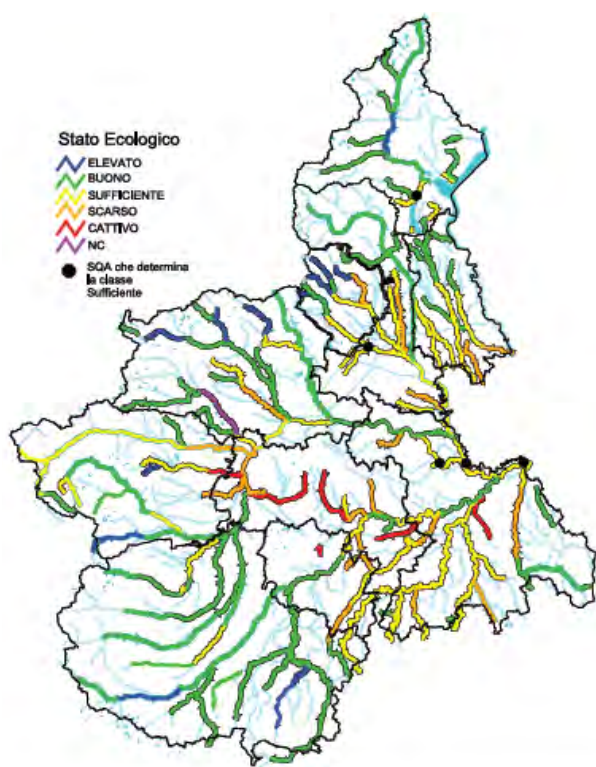 Stato Ecologico
ELEVATO
BUONO
SUFFICIENTE
SCARSO
CATTIVO
NC
SQA che determina
la classe
Sufficiente